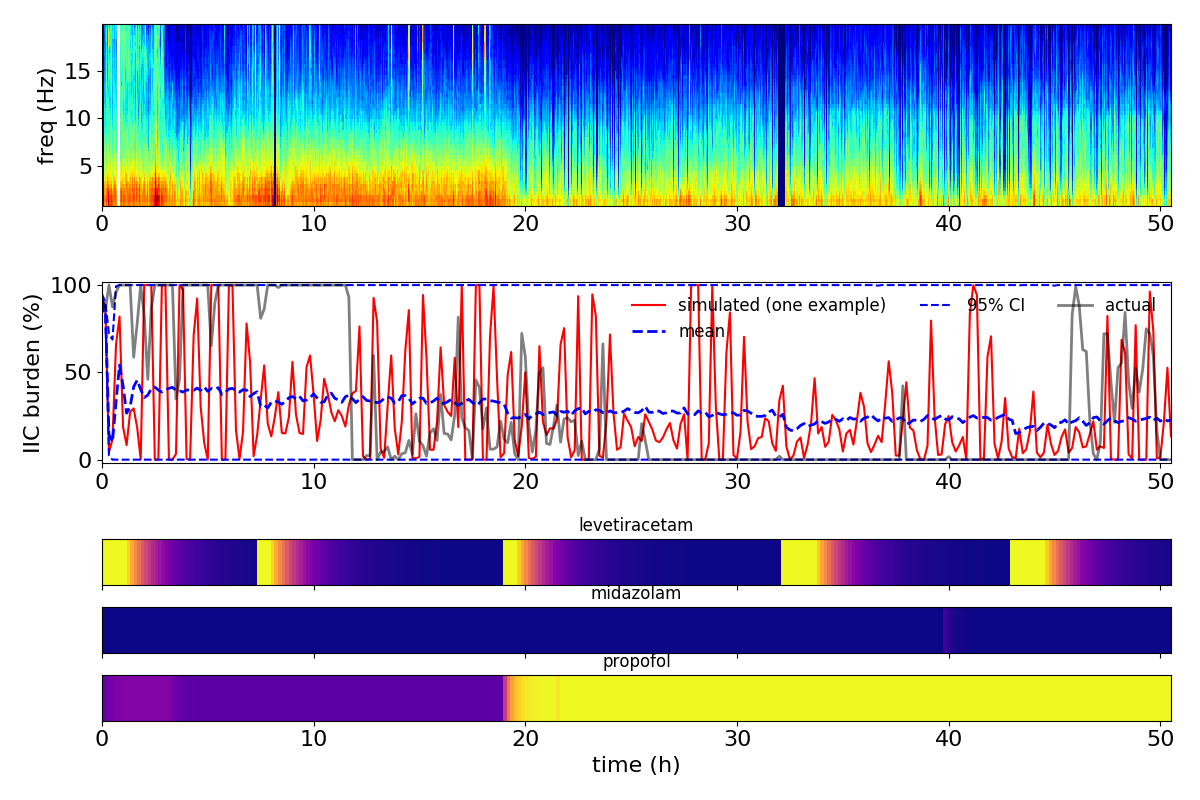 freq (Hz)
15
10
5
0 10 20 30 40 50
IIC burden (%)
100
50
0
simulated (one example) 95% CI actual
mean
0 10 20 30 40 50
levetiracetam
midazolam
propofol
0 10 20 30 40 50
time (h)